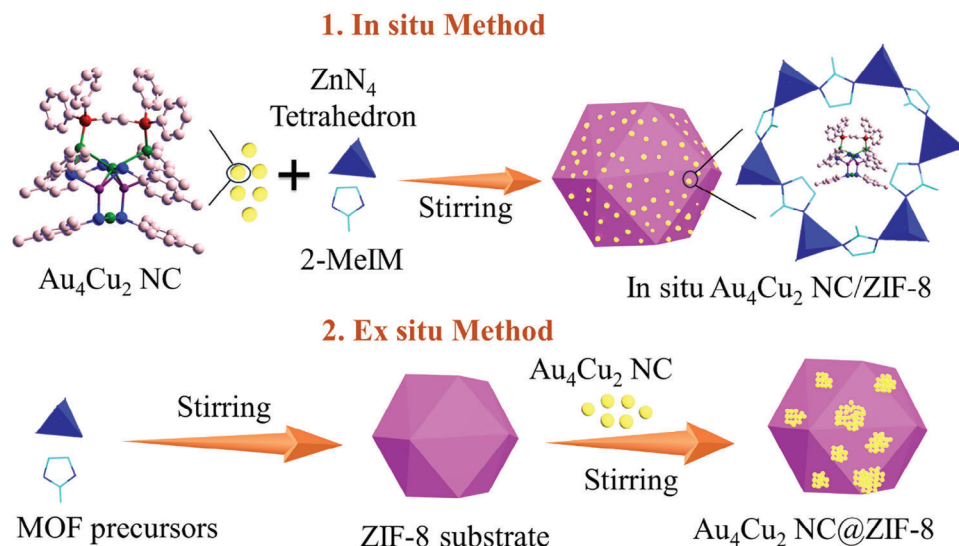 1. In situ Method
ZnN₄
Tetrahedron
Stirring
2-MeIM
Au₄Cu₂ NC
In situ Au₄Cu₂ NC/ZIF-8
2. Ex situ Method
Au₄Cu₂ NC
Stirring
Stirring
MOF precursors
ZIF-8 substrate
Au₄Cu₂ NC@ZIF-8